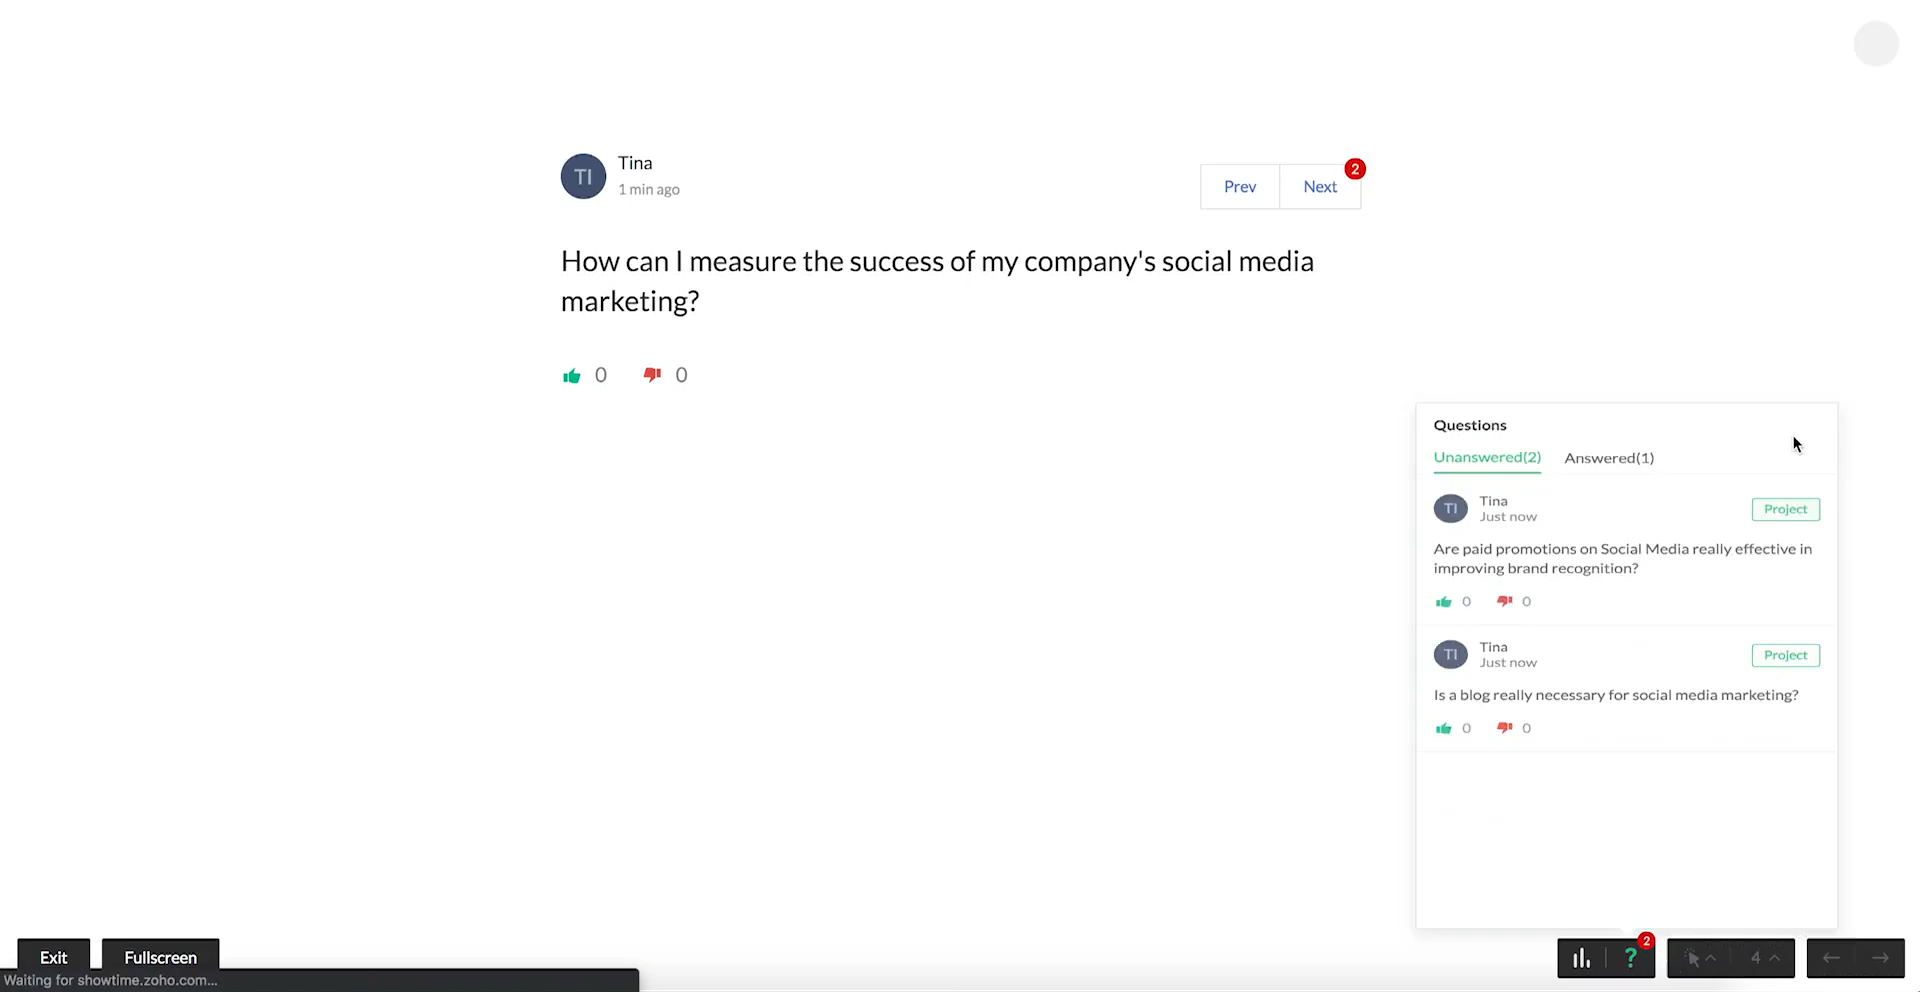 TI
Tina
1 min ago
Prev
Next
2
How can I measure the success of my company's social media
marketing?
0
0
Questions
Unanswered(2)
Answered(1)
TI
Tina
Just now
Project
Are paid promotions on Social Media really effective in
improving brand recognition?
0
0
TI
Tina
Just now
Project
Is a blog really necessary for social media marketing?
0
0
Exit
Fullscreen
?
2
4
Waiting for showtime.zoho.com...